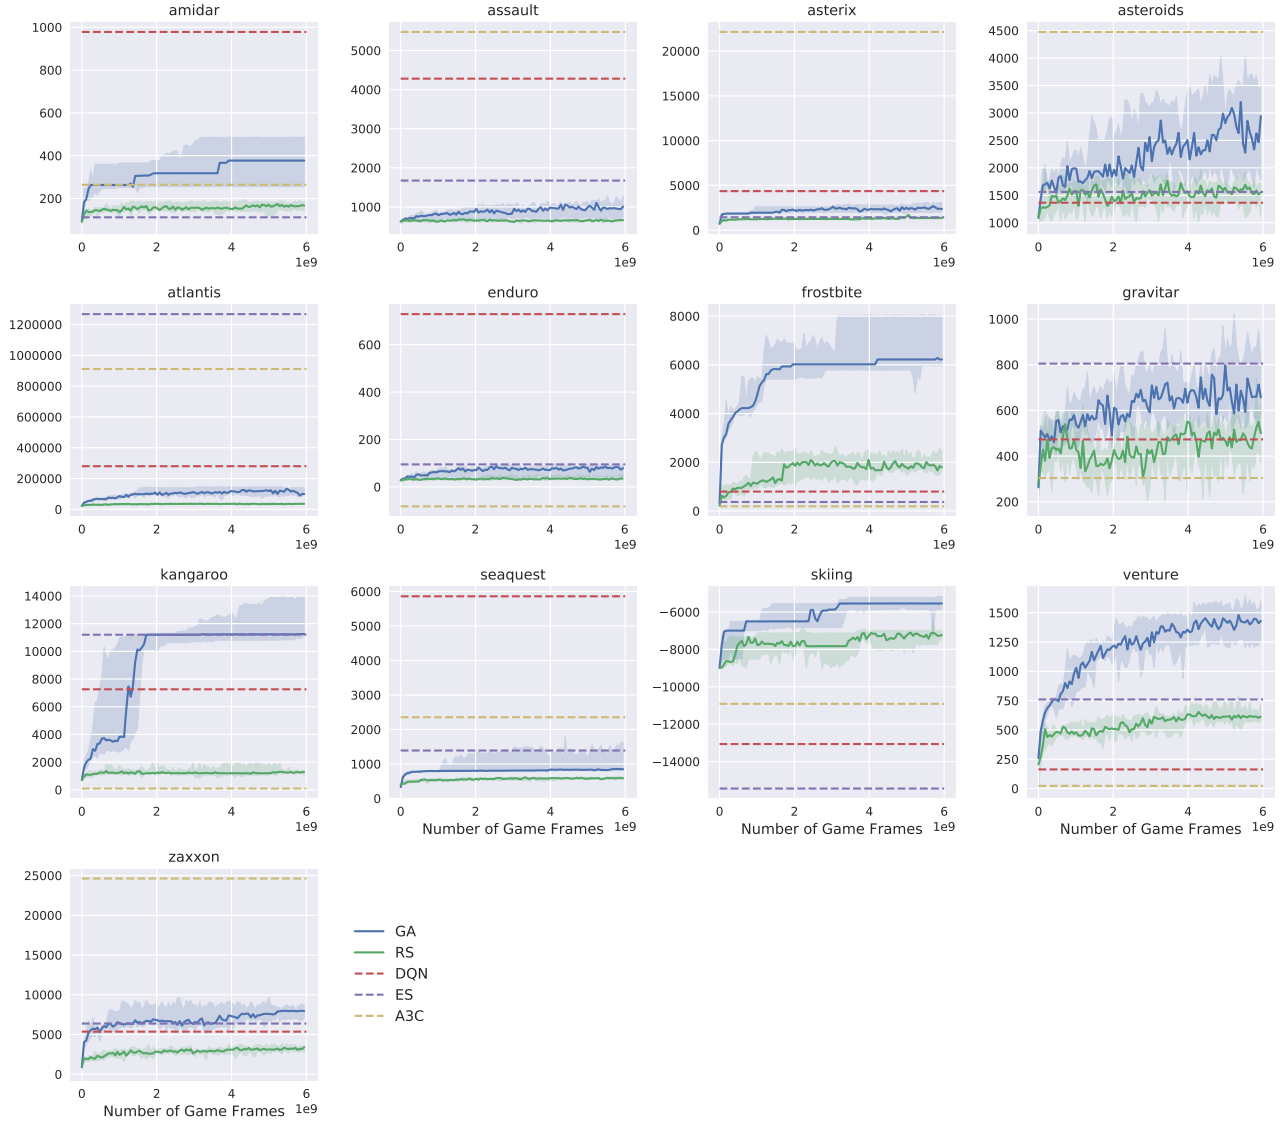 amidar
1000
800
600
400
200
0 2 4 6
1e9
assault
5000
4000
3000
2000
1000
0 2 4 6
1e9
asterix
20000
15000
10000
5000
0
0 2 4 6
1e9
asteroids
4500
4000
3500
3000
2500
2000
1500
1000
0 2 4 6
1e9
atlantis
1200000
1000000
800000
600000
400000
200000
0
0 2 4 6
1e9
enduro
600
400
200
0
0 2 4 6
1e9
frostbite
8000
6000
4000
2000
0
0 2 4 6
1e9
gravitar
1000
800
600
400
200
0 2 4 6
1e9
kangaroo
14000
12000
10000
8000
6000
4000
2000
0
0 2 4 6
1e9
seaquest
6000
5000
4000
3000
2000
1000
0
0 2 4 6
Number of Game Frames 1e9
skiing
−6000
−8000
−10000
−12000
−14000
0 2 4 6
Number of Game Frames 1e9
venture
1500
1250
1000
750
500
250
0
0 2 4 6
Number of Game Frames 1e9
zaxxon
25000
20000
15000
10000
5000
0
0 2 4 6
Number of Game Frames 1e9
GA
RS
DQN
ES
A3C